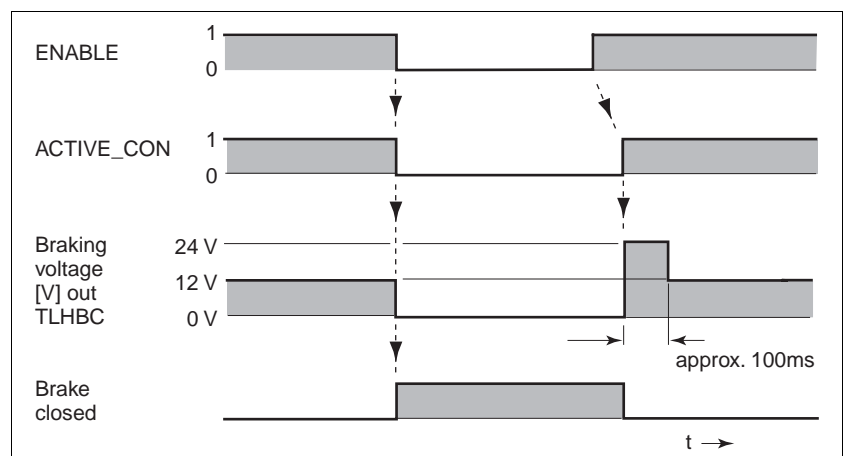 ENABLE
1
0
ACTIVE_CON
1
0
Braking
voltage
[V] out
TLHBC
24 V
12 V
0 V
approx. 100ms
Brake
closed
t